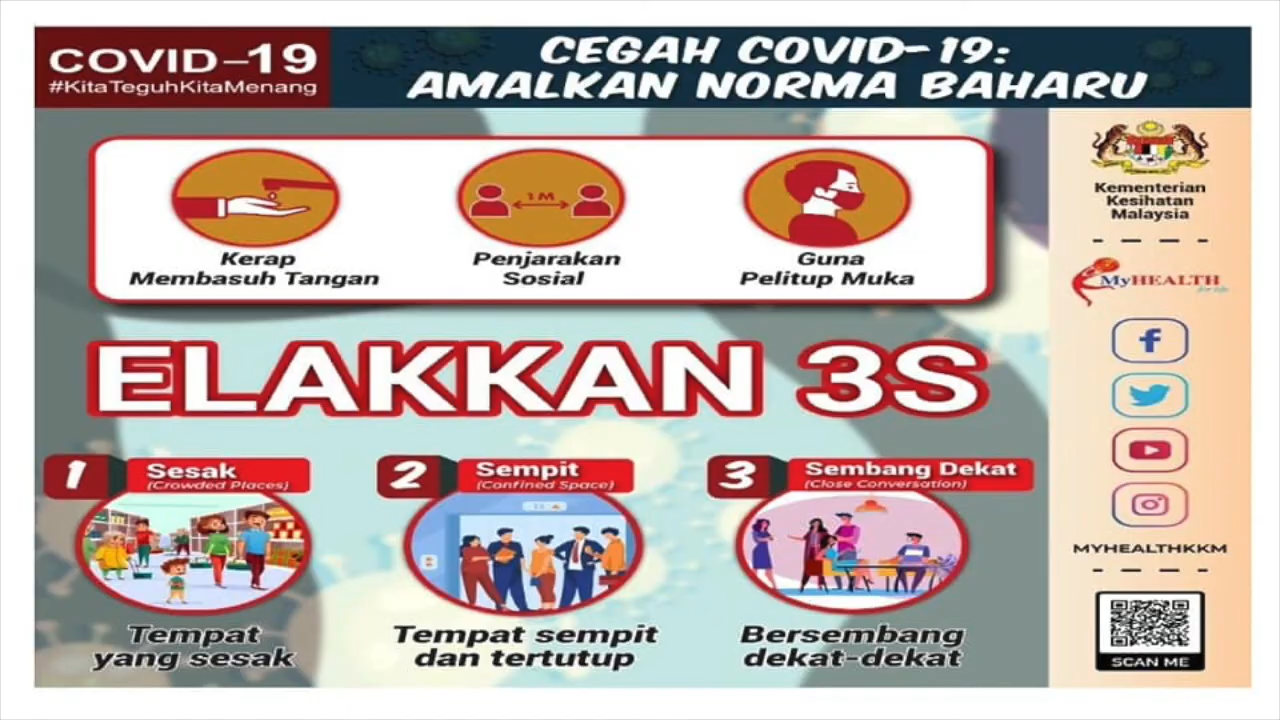 COVID-19
#KitaTeguhKitaMenang
CEGAH COVID-19:
AMALKAN NORMA BAHARU
Kerap
Membasuh Tangan
1M
Penjarakan
Sosial
Guna
Pelitup Muka
ELAKKAN 3S
1
Sesak
(Crowded Places)
Tempat
yang sesak
2
Sempit
(Confined Space)
Tempat sempit
dan tertutup
3
Sembang Dekat
(Close Conversation)
Bersembang
dekat-dekat
Kementerian
Kesihatan
Malaysia
MyHEALTH
for life
MYHEALTHKKM
SCAN ME